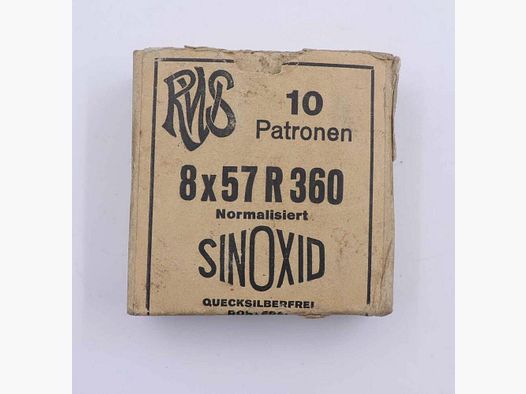 RWS
10
Patronen
8x57 R 360
Normalisiert
SINOXID
QUECKSILBERFREI